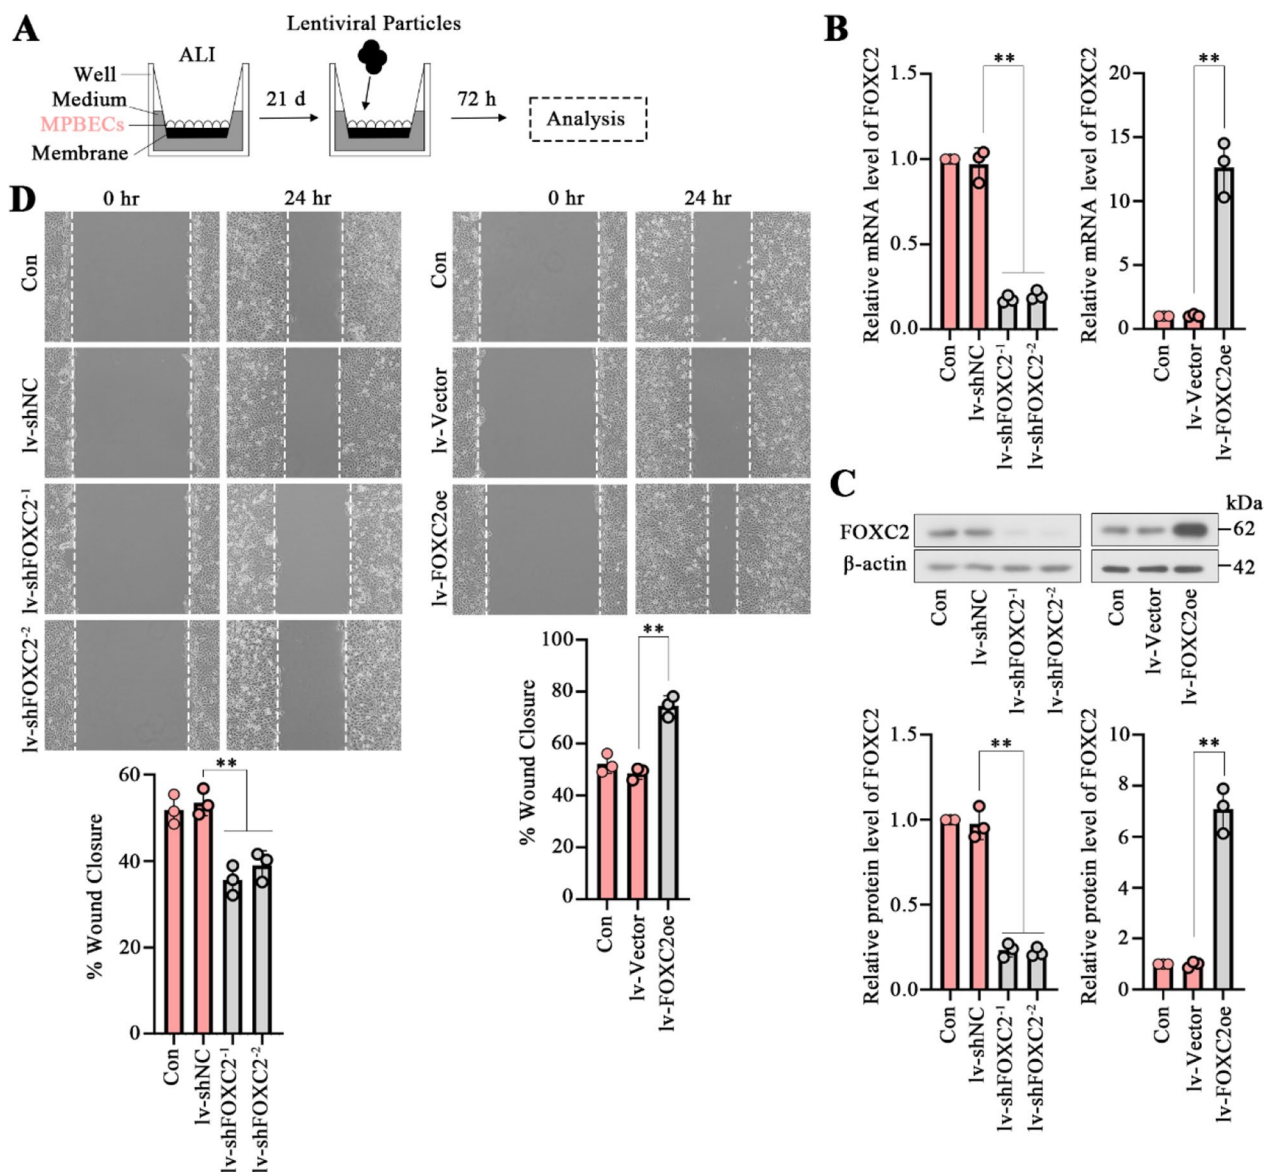 A
Lentiviral Particles
ALI
Well
Medium
MPBECs
Membrane
21 d
72 h
Analysis
B
Relative mRNA level of FOXC2
1.5
1.0
0.5
0.0
**
Con
lv-shNC
lv-shFOXC2-1
lv-shFOXC2-2
Relative mRNA level of FOXC2
20
15
10
5
0
**
Con
lv-Vector
lv-FOXC2oe
D
0 hr
24 hr
Con
lv-shNC
lv-shFOXC2-1
lv-shFOXC2-2
0 hr
24 hr
Con
lv-Vector
lv-FOXC2oe
% Wound Closure
60
40
20
0
**
Con
lv-shNC
lv-shFOXC2-1
lv-shFOXC2-2
% Wound Closure
100
80
60
40
20
0
**
Con
lv-Vector
lv-FOXC2oe
C
kDa
FOXC2
62
β-actin
42
Con
lv-shNC
lv-shFOXC2-1
lv-shFOXC2-2
Con
lv-Vector
lv-FOXC2oe
Relative protein level of FOXC2
1.5
1.0
0.5
0.0
**
Con
lv-shNC
lv-shFOXC2-1
lv-shFOXC2-2
Relative protein level of FOXC2
10
8
6
4
2
0
**
Con
lv-Vector
lv-FOXC2oe